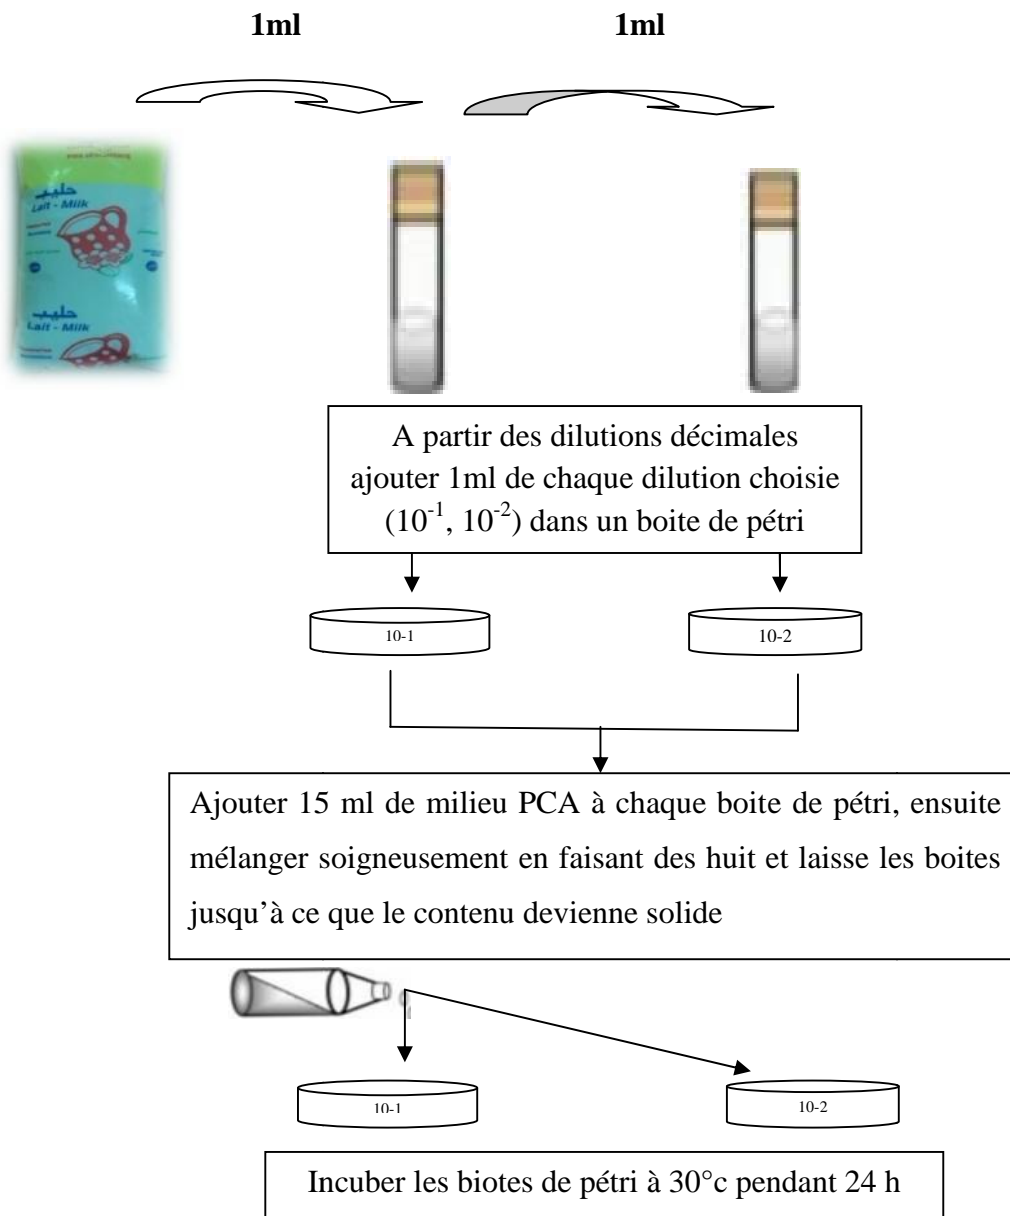 1ml 1ml
حليب
Lait - Milk
حليب
Lait - Milk
A partir des dilutions décimales
ajouter 1ml de chaque dilution choisie
(10-1, 10-2) dans un boite de pétri
10-1 10-2
Ajouter 15 ml de milieu PCA à chaque boite de pétri, ensuite
mélanger soigneusement en faisant des huit et laisse les boites
jusqu'à ce que le contenu devienne solide
10-1 10-2
Incuber les biotes de pétri à 30°c pendant 24 h